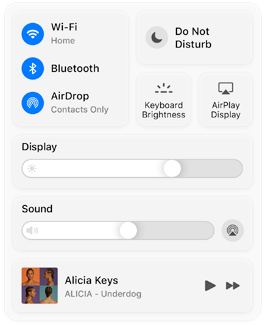 Wi-Fi
Home
Bluetooth
AirDrop
Contacts Only
Do Not
Disturb
Keyboard
Brightness
AirPlay
Display
Display
Sound
Alicia Keys
ALICIA - Underdog